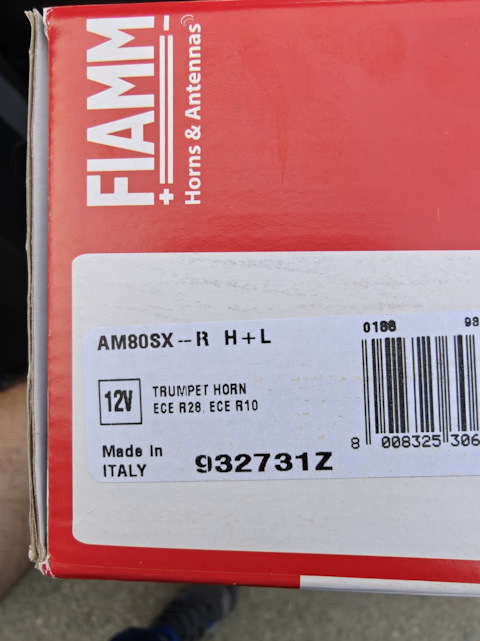 FIAMM
Horns & Antennas
AM80SX--R H+L
0188
98
12V
TRUMPET HORN
ECE R28, ECE R10
8 008325 306
Made in
ITALY
932731Z